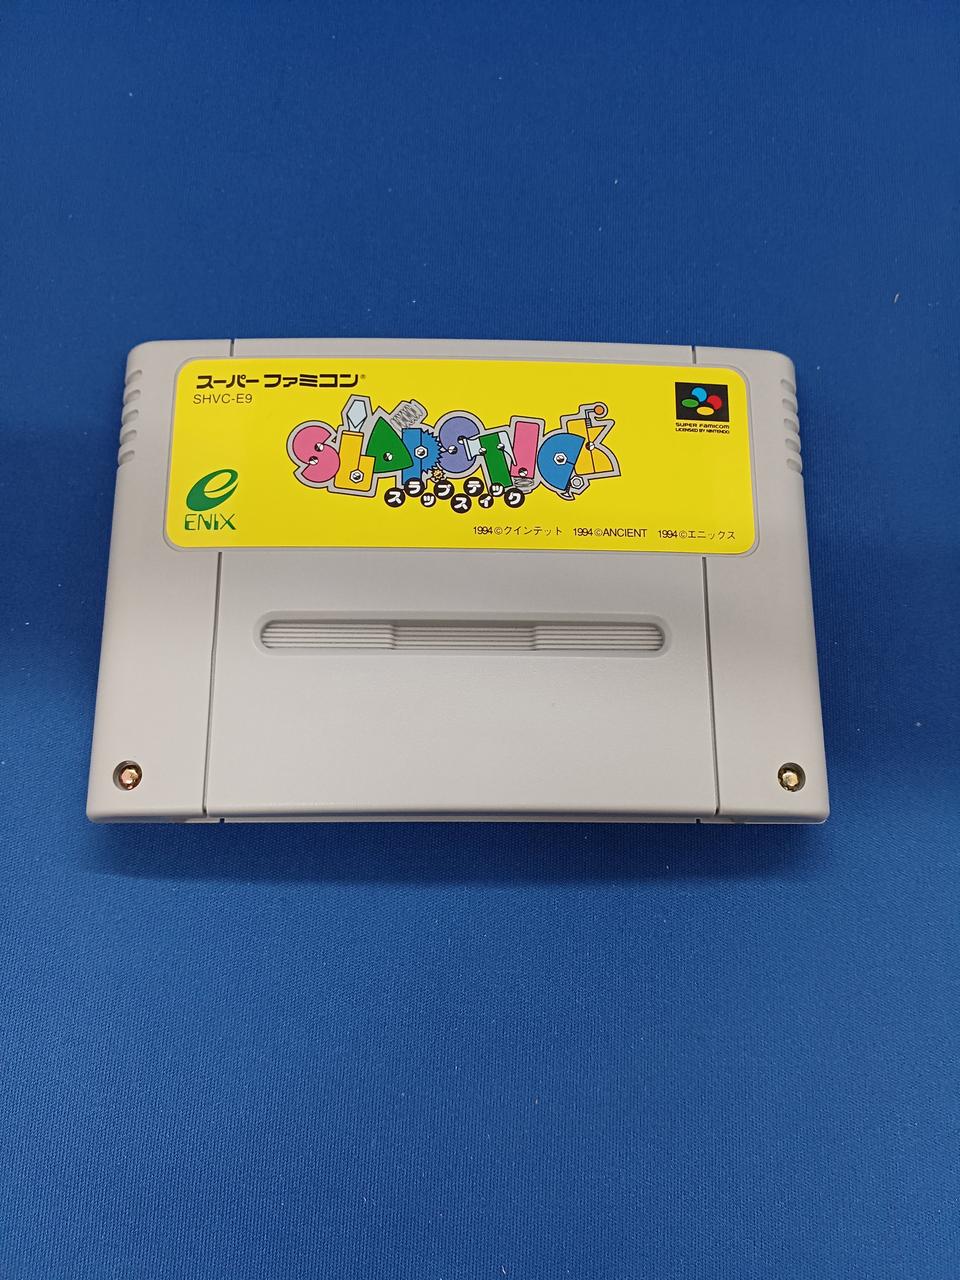 スーパーファミコン®
SHVC-E9
SLAPSTICK
スラップスティック
SUPER FAMICOM
LICENSED BY NINTENDO
e
ENIX
1994©クインテット 1994©ANCIENT 1994©エニックス